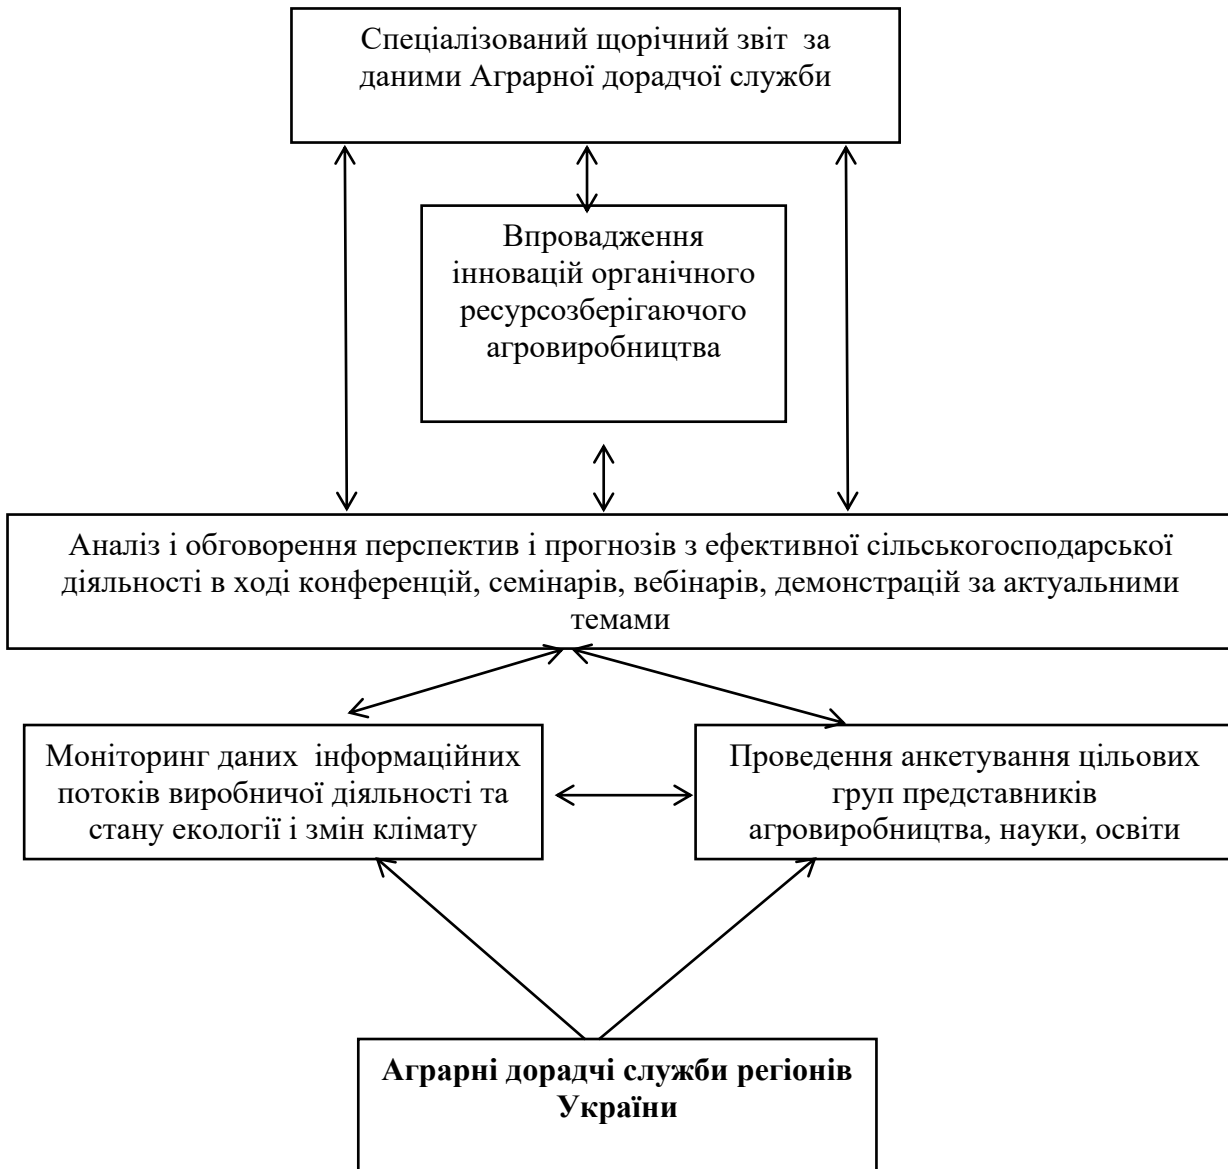 Спеціалізований щорічний звіт за
даними Аграрної дорадчої служби
Впровадження
інновацій органічного
ресурсозберігаючого
агровиробництва
Аналіз і обговорення перспектив і прогнозів з ефективної сільськогосподарської
діяльності в ході конференцій, семінарів, вебінарів, демонстрацій за актуальними
темами
Моніторинг даних інформаційних
потоків виробничої діяльності та
стану екології і змін клімату
Проведення анкетування цільових
груп представників
агровиробництва, науки, освіти
Аграрні дорадчі служби регіонів
України